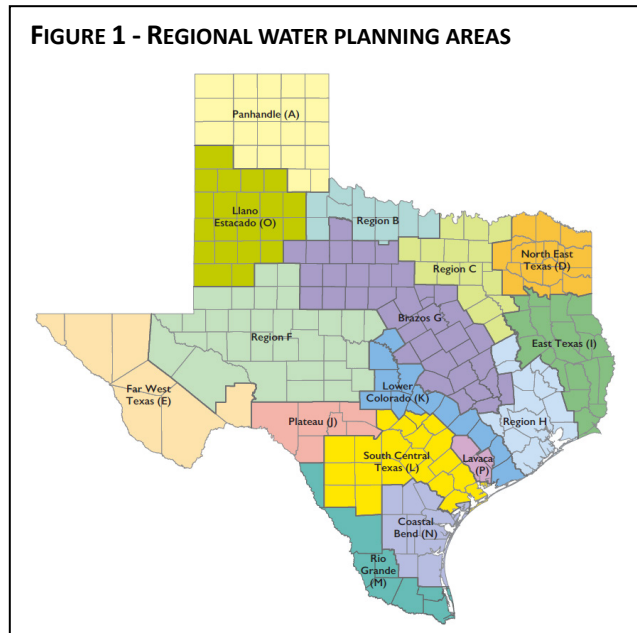 FIGURE 1 - REGIONAL WATER PLANNING AREAS
Panhandle (A)
Llano
Estacado (O)
Region B
Region C
North East
Texas (D)
Brazos G
East Texas (I)
Region F
Far West
Texas (E)
Lower
Colorado (K)
Region H
Plateau (J)
South Central
Texas (L)
Lavaca
(P)
Coastal
Bend (N)
Rio
Grande
(M)